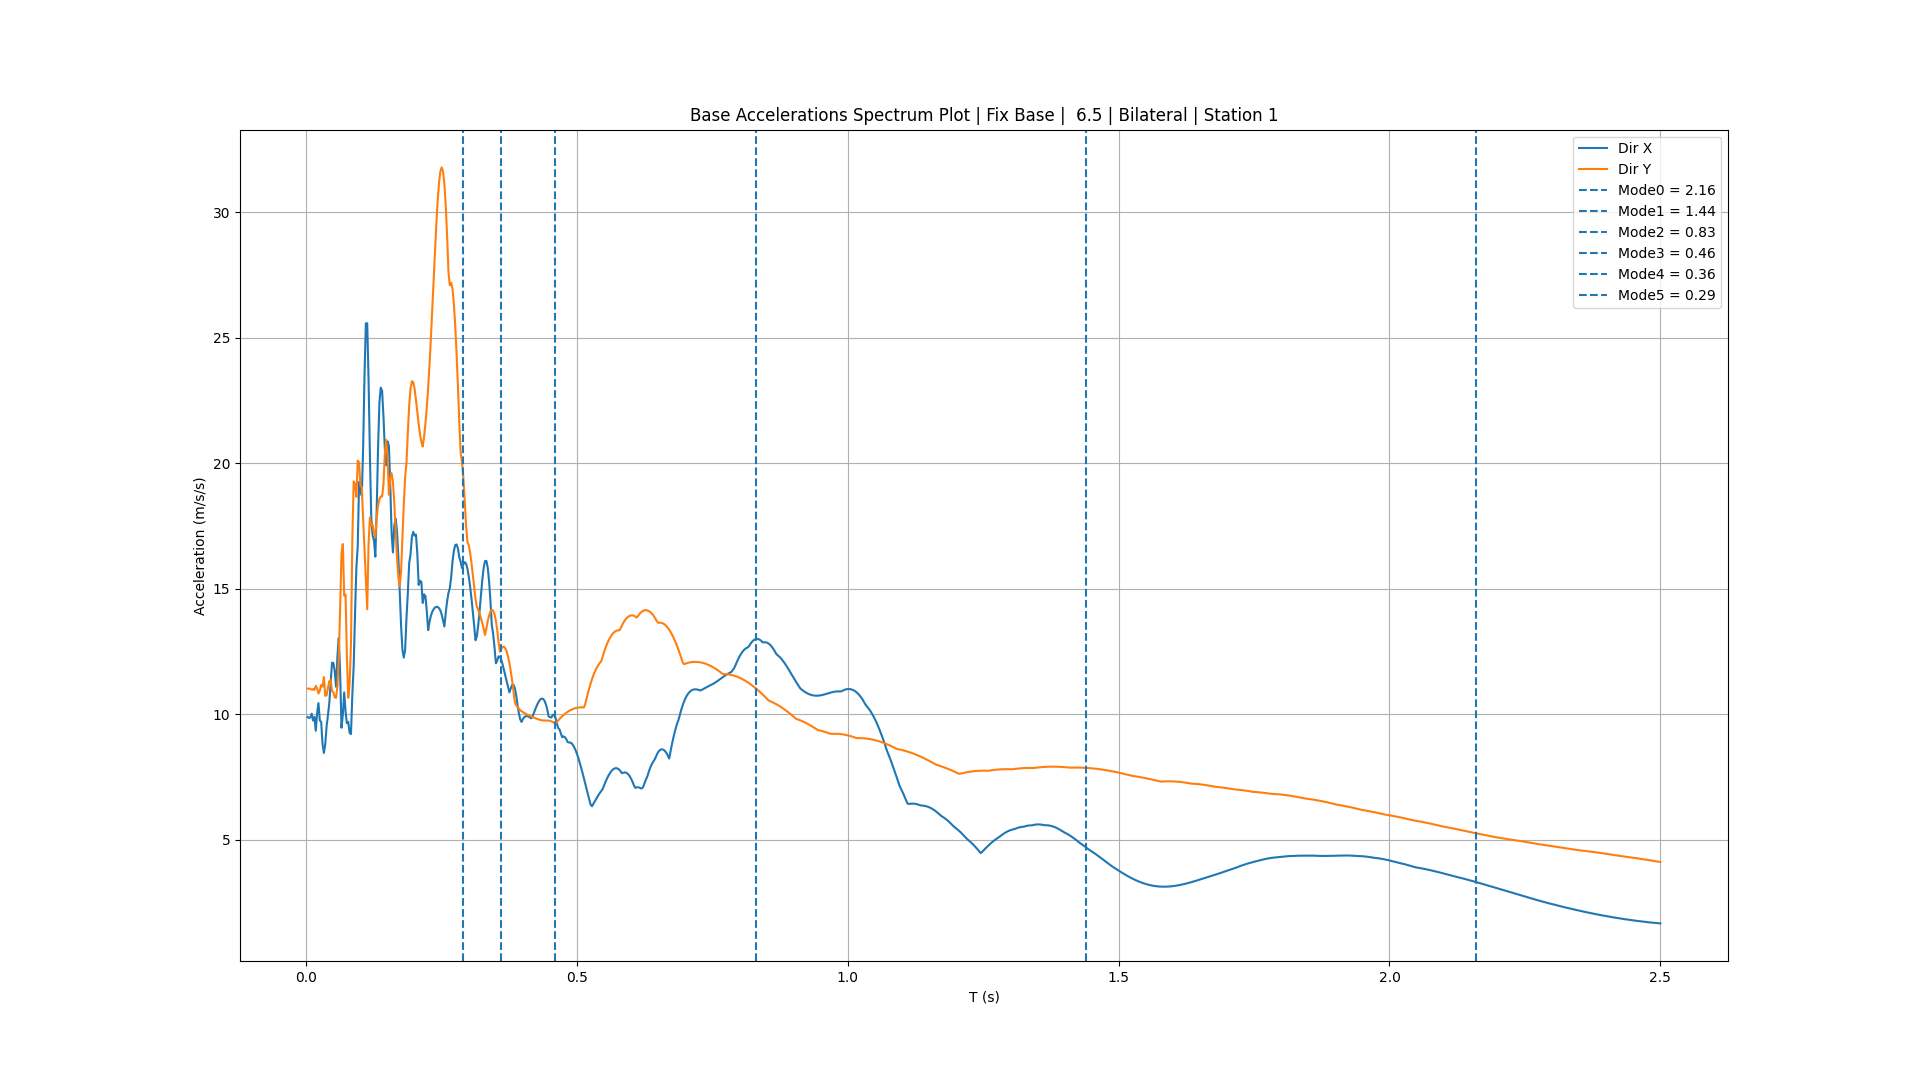 Base Accelerations Spectrum Plot | Fix Base |  6.5 | Bilateral | Station 1
Dir X
Dir Y
Mode0 = 2.16
Mode1 = 1.44
Mode2 = 0.83
Mode3 = 0.46
Mode4 = 0.36
Mode5 = 0.29
30
25
20
15
10
5
Acceleration (m/s/s)
0.0
0.5
1.0
1.5
2.0
2.5
T (s)